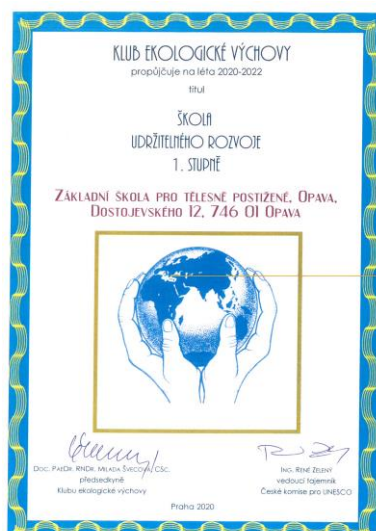 KLUB EKOLOGICKÉ VÝCHOVY
propůjčuje na léta 2020-2022
titul
ŠKOLA
UDRŽITELNÉHO ROZVOJE
1. STUPNĚ
ZÁKLADNÍ ŠKOLA PRO TĚLESNĚ POSTIŽENÉ, OPAVA,
DOSTOJEVSKÉHO 12, 746 01 OPAVA
DOC. PAEDR. RNDR. MILADA ŠVECOVÁ, CSC.
předsedkyně
Klubu ekologické výchovy
ING. RENÉ ZELENÝ
vedoucí tajemník
České komise pro UNESCO
Praha 2020